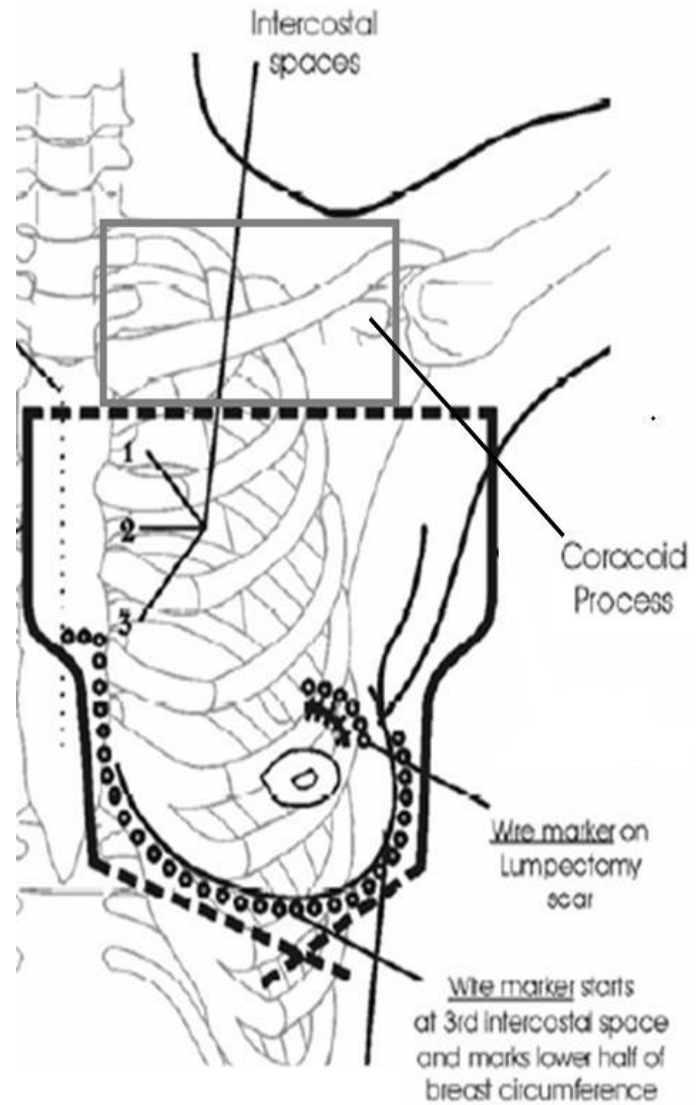 Intercostal
spaces
1
2
3
Coracoid
Process
Wire marker on
Lumpectomy
scar
Wire marker starts
at 3rd intercostal space
and marks lower half of
breast circumference